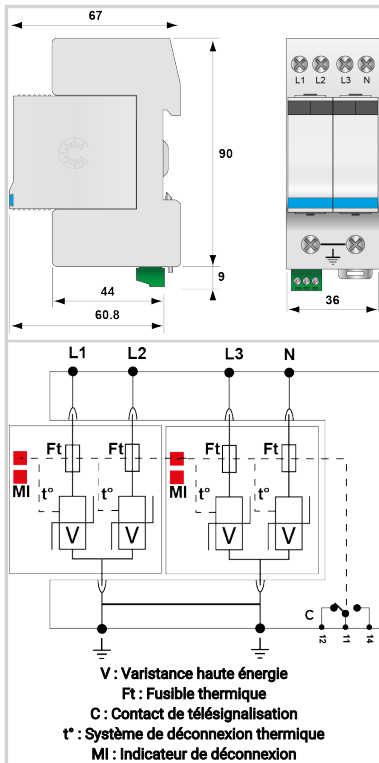 67
L1 L2 L3 N
90
9
44
60.8
36
L1 L2 L3 N
Ft Ft Ft Ft
MI t° t° MI t° t°
V V V V
C
12 11 14
V : Varistance haute énergie
Ft : Fusible thermique
C : Contact de télésignalisation
t° : Système de déconnexion thermique
MI : Indicateur de déconnexion